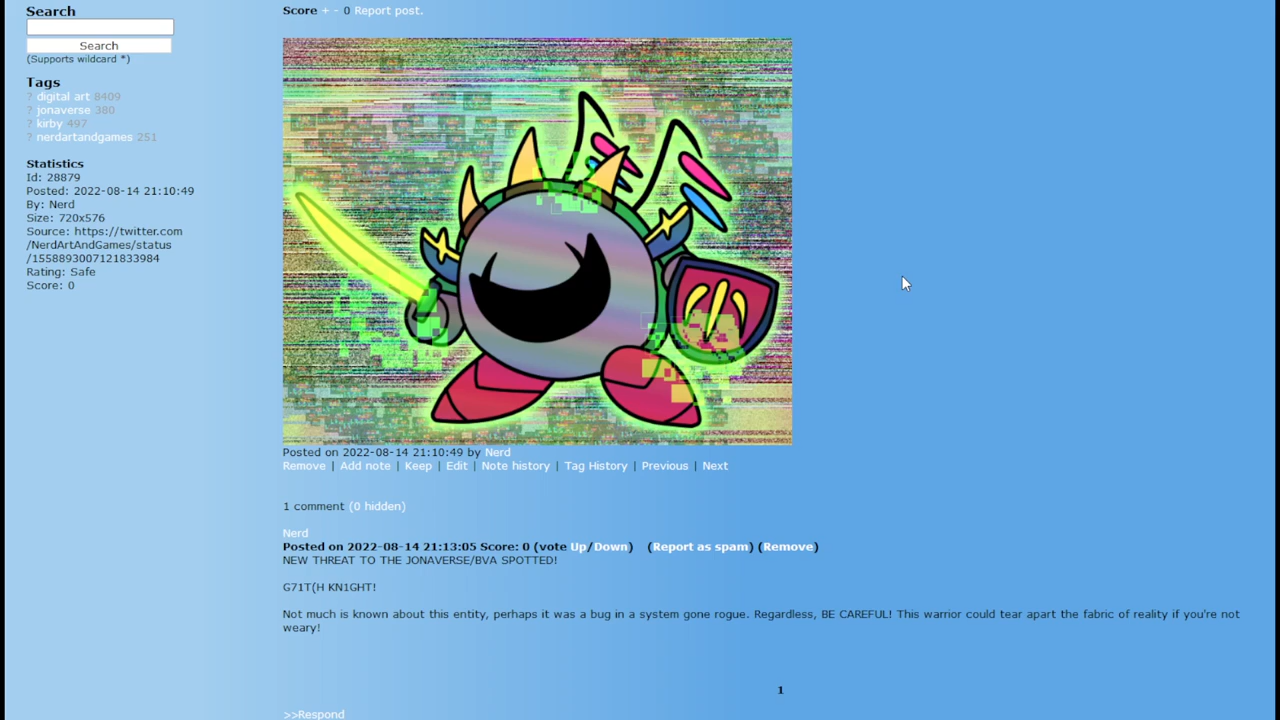 Search
Search
(Supports wildcard *)
Tags
? digital art 8409
? jonaverse 380
? kirby 497
? nerdartandgames 251
Statistics
Id: 28879
Posted: 2022-08-14 21:10:49
By: Nerd
Size: 720x576
Source: https://twitter.com
/NerdArtAndGames/status
/1558893007121833984
Rating: Safe
Score: 0
Score + - 0 Report post.
Posted on 2022-08-14 21:10:49 by Nerd
Remove | Add note | Keep | Edit | Note history | Tag History | Previous | Next
1 comment (0 hidden)
Nerd
Posted on 2022-08-14 21:13:05 Score: 0 (vote Up/Down) (Report as spam) (Remove)
NEW THREAT TO THE JONAVERSE/BVA SPOTTED!
G71T(H KN1GHT!
Not much is known about this entity, perhaps it was a bug in a system gone rogue. Regardless, BE CAREFUL! This warrior could tear apart the fabric of reality if you're not
weary!
1
>>Respond